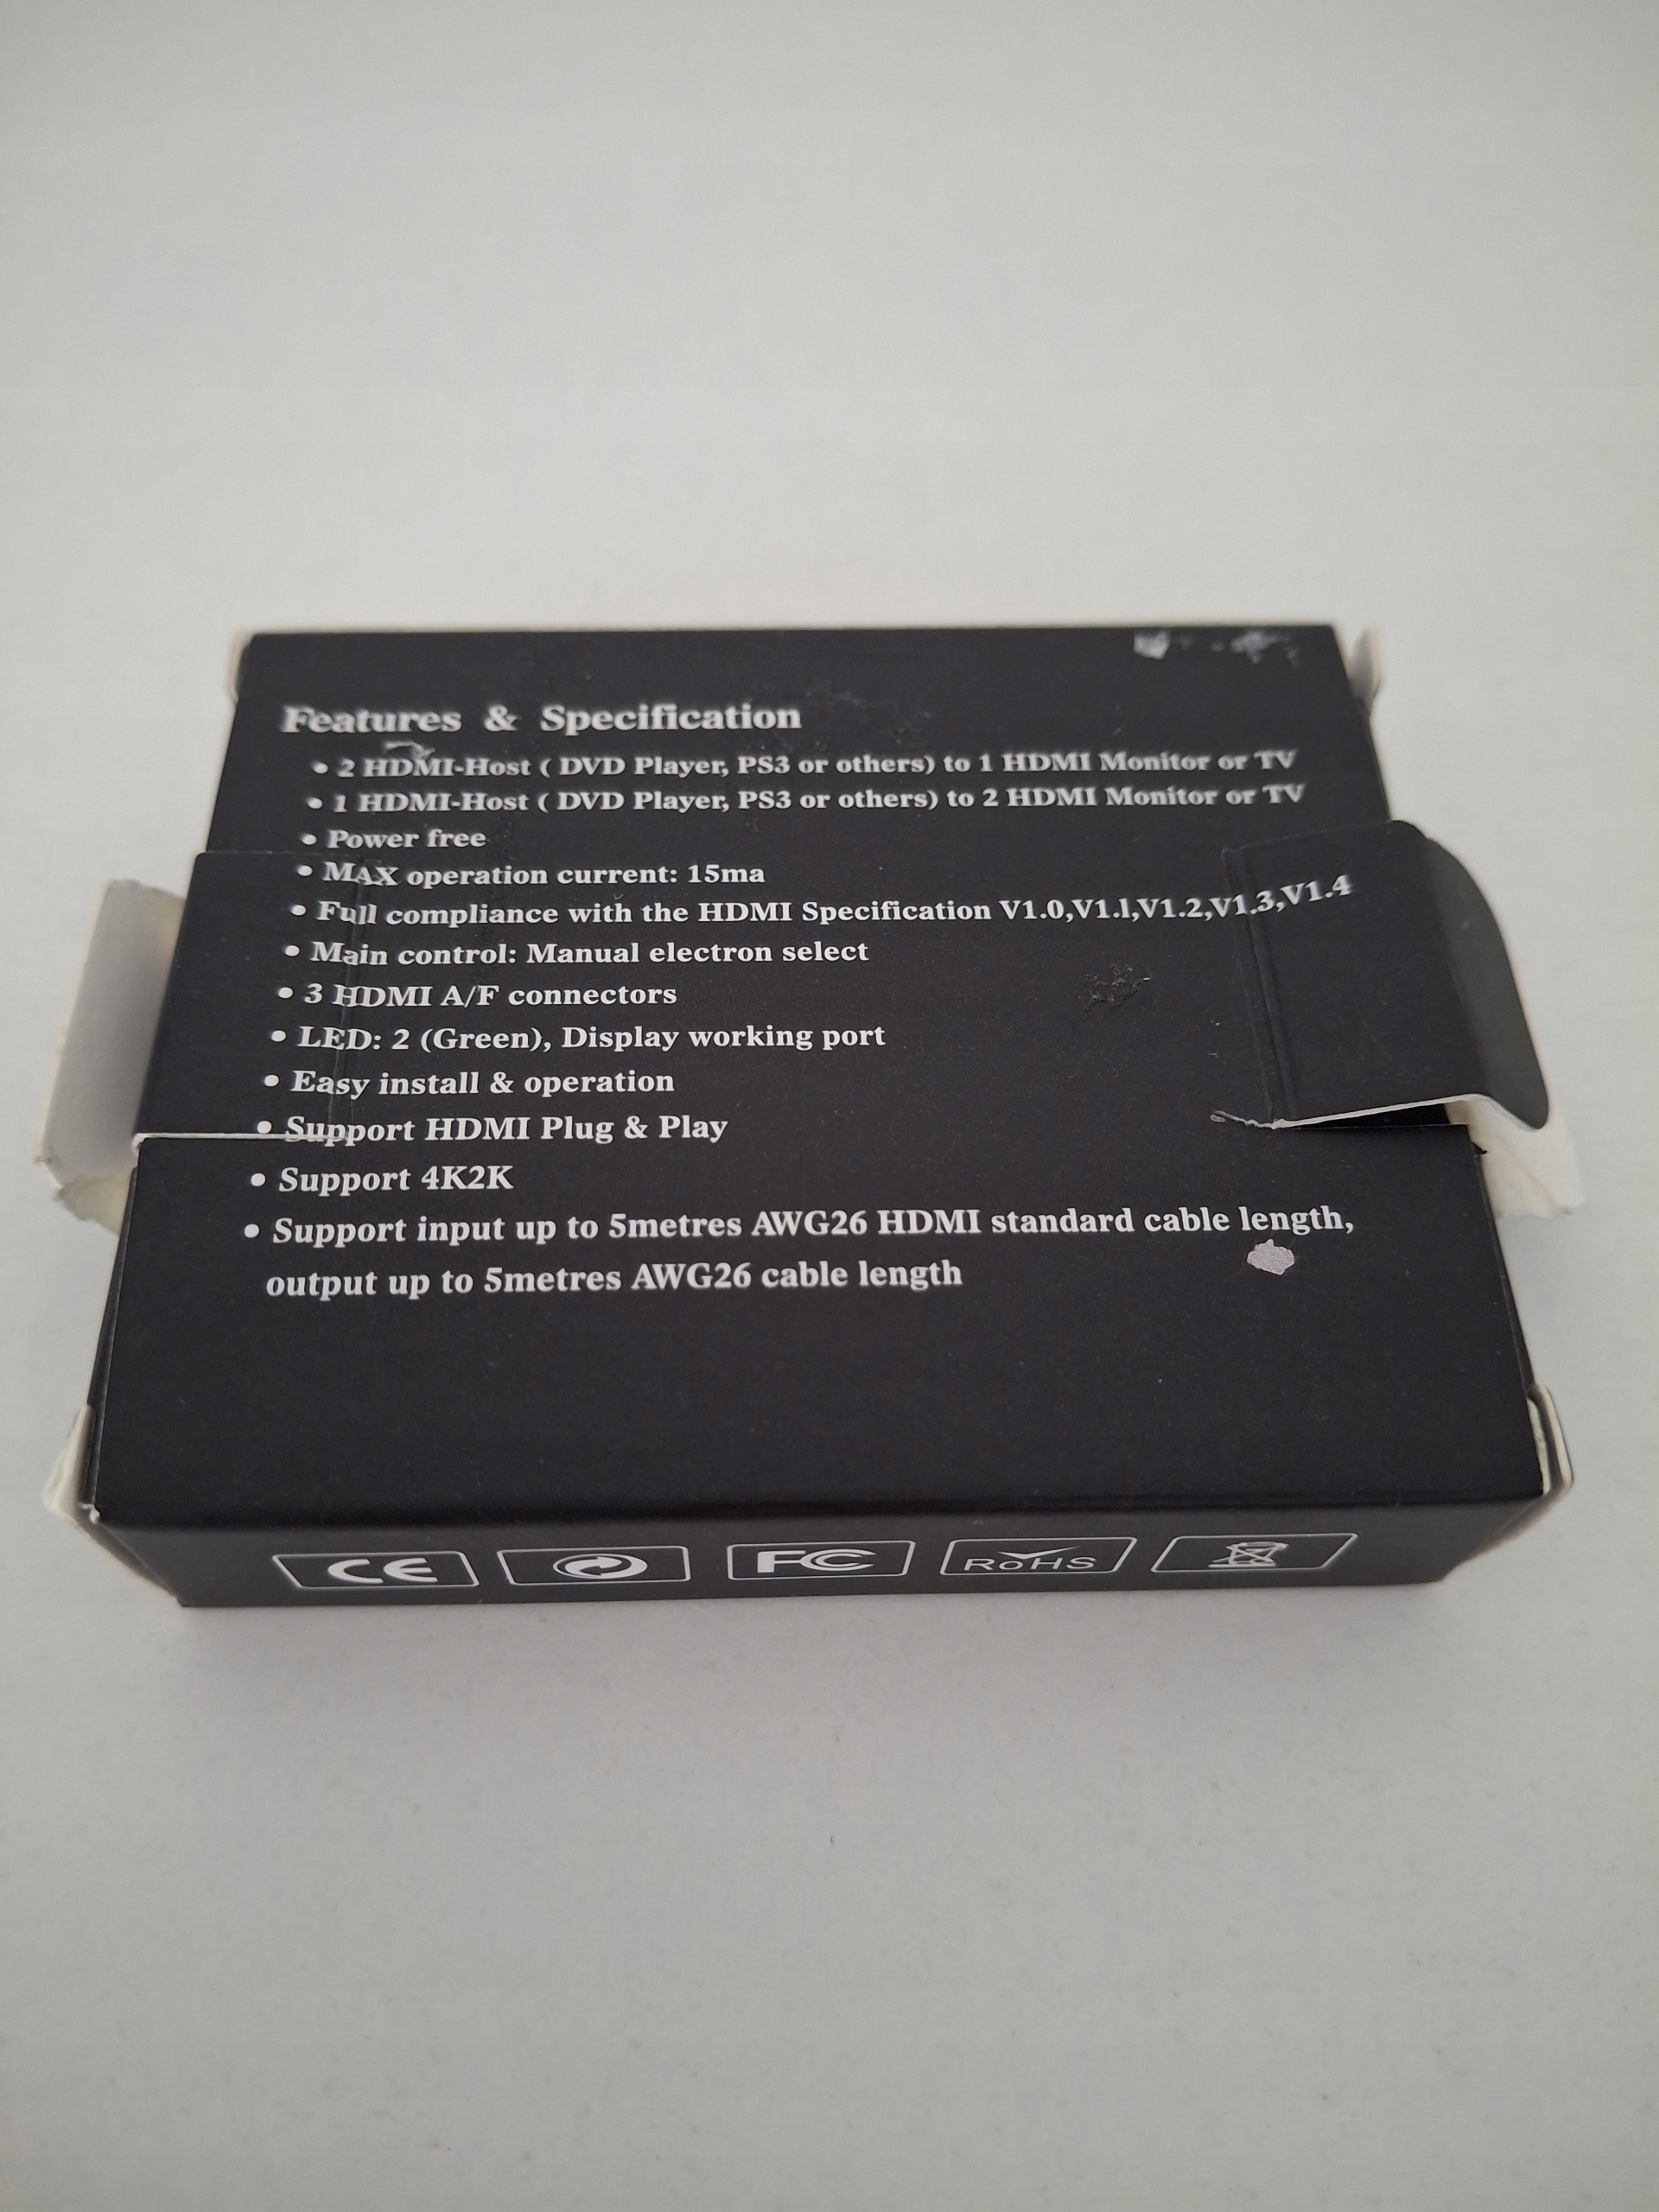 Features & Specification
• 2 HDMI-Host ( DVD Player, PS3 or others) to 1 HDMI Monitor or TV
• 1 HDMI-Host ( DVD Player, PS3 or others) to 2 HDMI Monitor or TV
• Power free
• MAX operation current: 15ma
• Full compliance with the HDMI Specification V1.0,V1.l,V1.2,V1.3,V1.4
• Main control: Manual electron select
• 3 HDMI A/F connectors
• LED: 2 (Green), Display working port
• Easy install & operation
• Support HDMI Plug & Play
• Support 4K2K
• Support input up to 5metres AWG26 HDMI standard cable length,
output up to 5metres AWG26 cable length
CE FC RoHS